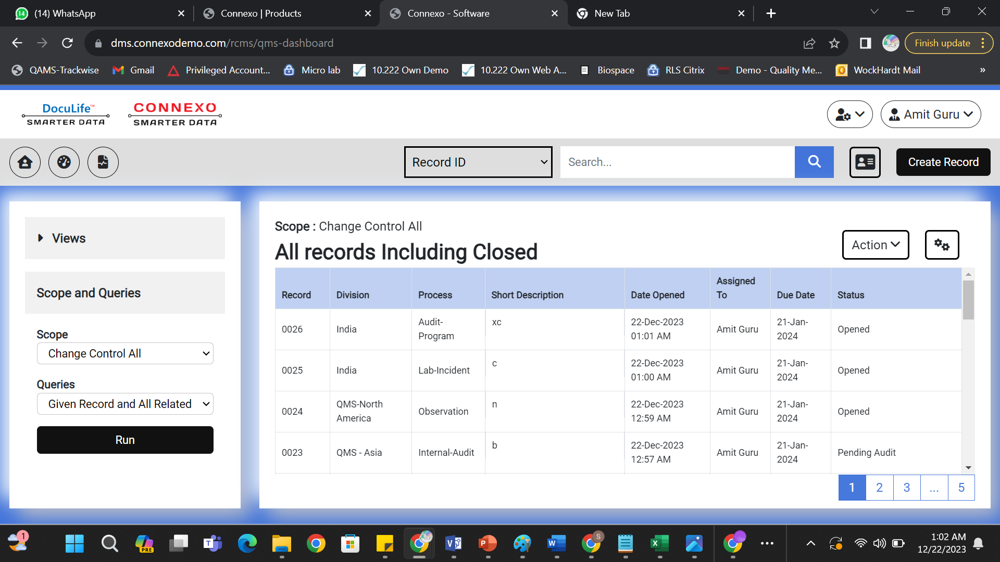 14
(14) WhatsApp
Connexo | Products
Connexo - Software
New Tab
dms.connexodemo.com/rcms/qms-dashboard
Finish update
QAMS-Trackwise
Gmail
Privileged Account...
Micro lab
10.222 Own Demo
10.222 Own Web A...
Biospace
RLS Citrix
Demo - Quality Me...
WockHardt Mail
»
DocuLife™
SMARTER DATA
CONNEXO
SMARTER DATA
Amit Guru
Record ID
Search...
Create Record
Views
Scope and Queries
Scope
Change Control All
Queries
Given Record and All Related
Run
Scope : Change Control All
All records Including Closed
Action
Record Division Process Short Description Date Opened Assigned To Due Date Status
0026 India Audit-Program xc 22-Dec-2023 01:01 AM Amit Guru 21-Jan-2024 Opened
0025 India Lab-Incident c 22-Dec-2023 01:00 AM Amit Guru 21-Jan-2024 Opened
0024 QMS-North America Observation n 22-Dec-2023 12:59 AM Amit Guru 21-Jan-2024 Opened
0023 QMS - Asia Internal-Audit b 22-Dec-2023 12:57 AM Amit Guru 21-Jan-2024 Pending Audit
1 2 3 ... 5
1
PRE
T
V
P
W
S
X
1:02 AM
12/22/2023